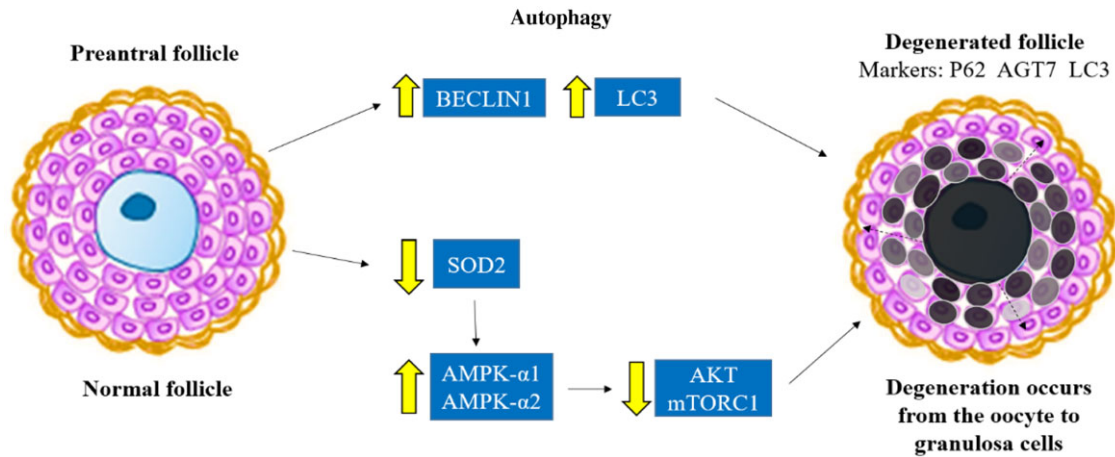 Autophagy
Preantral follicle
Normal follicle
BECLIN1
LC3
SOD2
AMPK-α1
AMPK-α2
AKT
mTORC1
Degenerated follicle
Markers: P62 AGT7 LC3
Degeneration occurs
from the oocyte to
granulosa cells